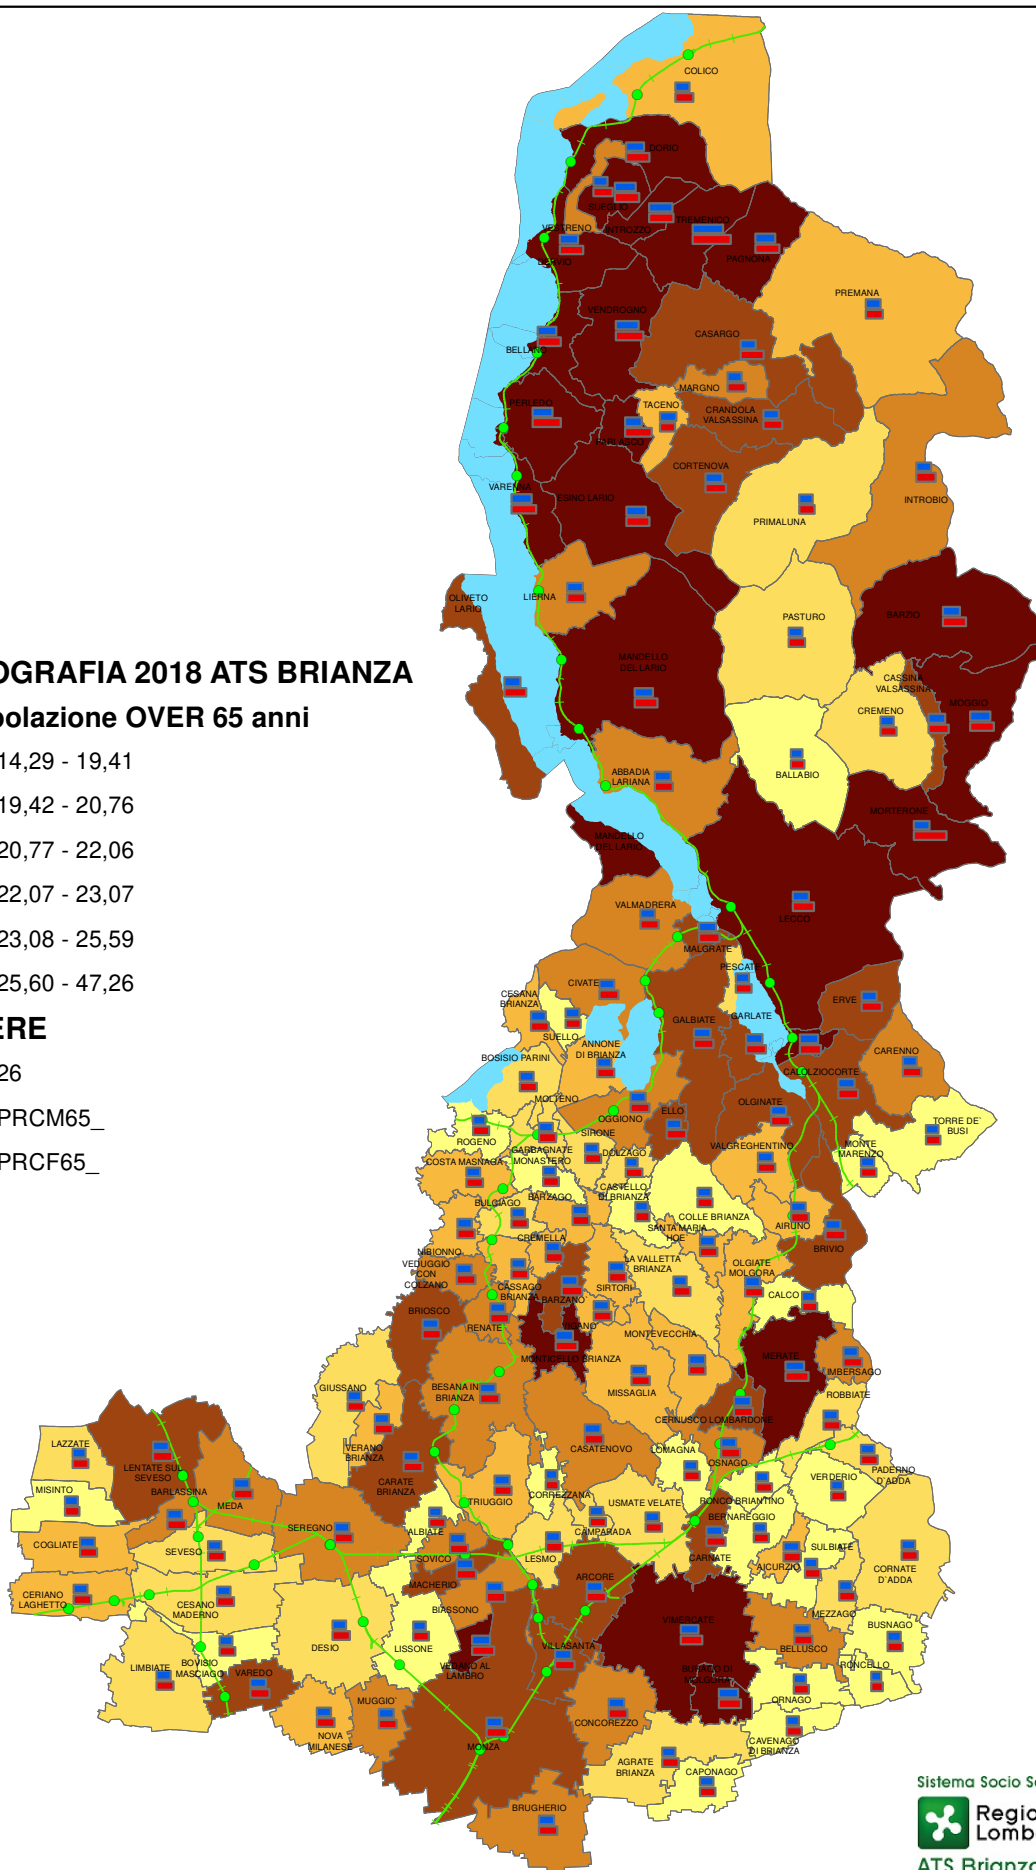 COLICO
DORIO
SUEGLIO
TREMENICO
VESTRENO
INTROZZO
DERVIO
PAGNONA
PREMANA
VENDROGNO
CASARGO
BELLANO
MARGNO
PERLEDO
TACENO
CRANDOLA
VALSASSINA
PARLASCO
CORTENOVA
VARENNA
ESINO LARIO
INTROBIO
PRIMALUNA
OLIVETO
LARIO
LIERNA
PASTURO
BARZIO
MANDELLO
DEL LARIO
OGRAFIA 2018 ATS BRIANZA
CASSINA
VALSASSINA
MOGGIO
CREMENO
polazione OVER 65 anni
14,29 - 19,41
ABBADIA
LARIANA
BALLABIO
19,42 - 20,76
MORTERONE
MANDELLO
DEL LARIO
20,77 - 22,06
22,07 - 23,07
VALMADRERA
LECCO
23,08 - 25,59
MALGRATE
PESCATE
25,60 - 47,26
CIVATE
CESANA
BRIANZA
ERVE
ERE
SUELLO
GALBIATE
GARLATE
ANNONE
DI BRIANZA
CARENNO
BOSISIO PARINI
26
CALOLZIOCORTE
MOLTENO
OLGINATE
PRCM65_
OGGIONO
ELLO
TORRE DE`
BUSI
ROGENO
SIRONE
VALGREGHENTINO
MONTE
MARENZO
GARBAGNATE
MONASTERO
DOLZAGO
PRCF65_
COSTA MASNAGA
CASTELLO
DI BRIANZA
BARZAGO
BULCIAGO
COLLE BRIANZA
SANTA MARIA
HOE
AIRUNO
CREMELLA
BRIVIO
NIBIONNO
VEDUGGIO
CON
COLZANO
LA VALLETTA
BRIANZA
OLGIATE
MOLGORA
CASSAGO
BRIANZA
SIRTORI
BARZANO`
CALCO
BRIOSCO
RENATE
VIGANO`
MONTEVECCHIA
MONTICELLO BRIANZA
MERATE
IMBERSAGO
GIUSSANO
BESANA IN
BRIANZA
MISSAGLIA
ROBBIATE
CERNUSCO LOMBARDONE
LAZZATE
VERANO
BRIANZA
CASATENOVO
LOMAGNA
OSNAGO
LENTATE SUL
SEVESO
PADERNO
D'ADDA
VERDERIO
MISINTO
BARLASSINA
CARATE
BRIANZA
CORREZZANA
TRIUGGIO
USMATE VELATE
RONCO BRIANTINO
MEDA
BERNAREGGIO
SEREGNO
ALBIATE
CAMPARADA
COGLIATE
SEVESO
SOVICO
LESMO
CARNATE
SULBIATE
AICURZIO
CORNATE
D`ADDA
MACHERIO
ARCORE
CERIANO
LAGHETTO
CESANO
MADERNO
BIASSONO
VIMERCATE
MEZZAGO
BUSNAGO
DESIO
LISSONE
VILLASANTA
BELLUSCO
LIMBIATE
BOVISIO
MASCIAGO
VAREDO
VEDANO AL
LAMBRO
BURAGO DI
MOLGORA
RONCELLO
ORNAGO
MUGGIO`
CONCOREZZO
NOVA
MILANESE
MONZA
CAVENAGO
DI BRIANZA
AGRATE
BRIANZA
CAPONAGO
BRUGHERIO
Sistema Socio Sa
Regio
Lomb
ATS Brianza